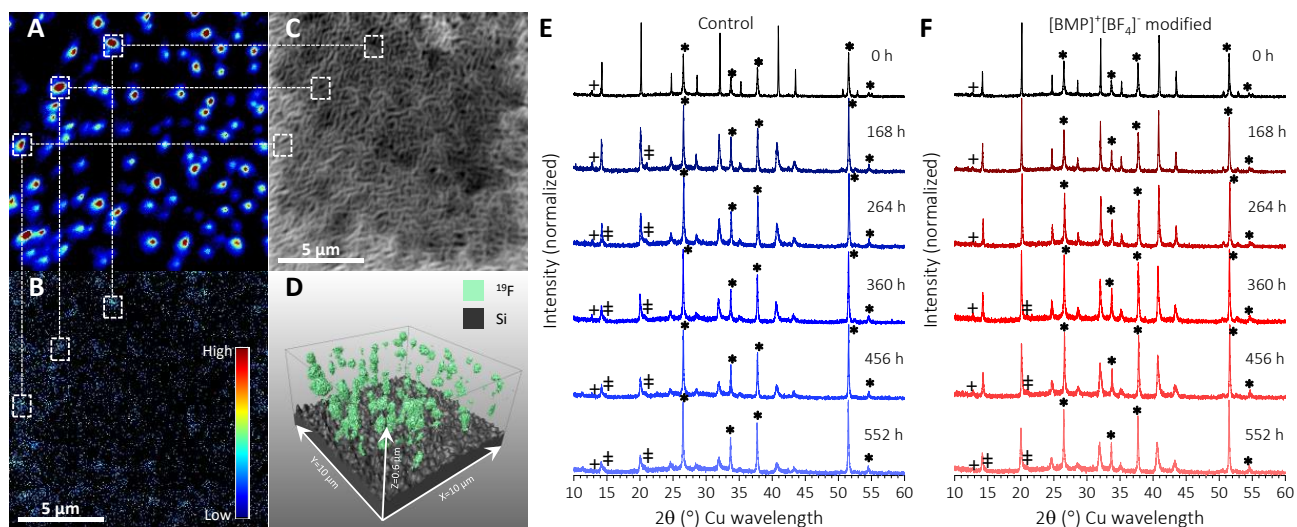 A
C
5 μm
B
High
Low
5 μm
D
¹⁹F
Si
Y=10 μm
Z=0.6 μm
X=10 μm
E
Control
Intensity (normalized)
* * * * *
+
0 h
* * * * *
+ ‡
168 h
* * * * *
+ ‡ ‡
264 h
* * * * *
+ ‡ ‡
360 h
* * * * *
+ ‡ ‡
456 h
* * * * *
+ ‡ ‡
552 h
10 15 20 25 30 35 40 45 50 55 60
2θ (°) Cu wavelength
F
[BMP]⁺[BF₄]⁻ modified
Intensity (normalized)
* * * * *
+
0 h
* * * * *
+
168 h
* * * * *
+
264 h
* * * * *
+ ‡
360 h
* * * * *
+ ‡
456 h
* * * * *
+ ‡ ‡
552 h
10 15 20 25 30 35 40 45 50 55 60
2θ (°) Cu wavelength